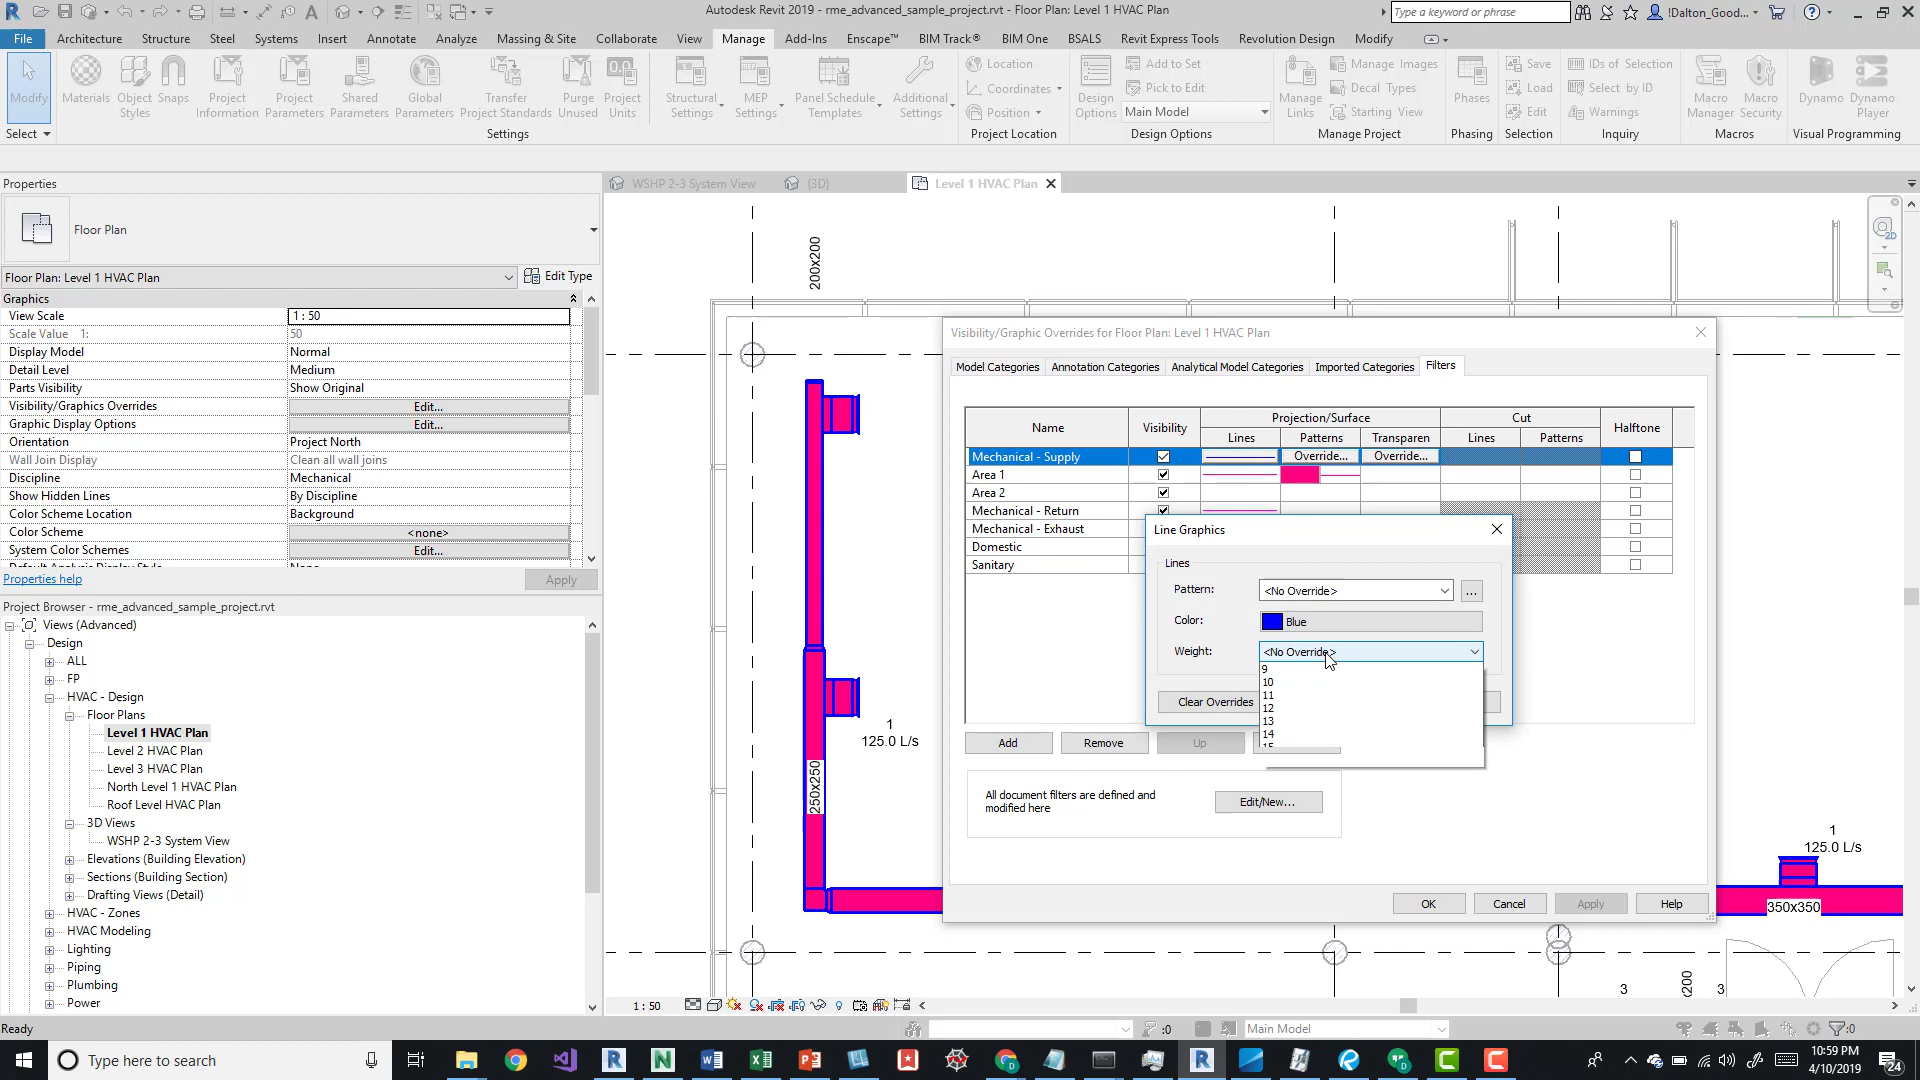 Autodesk Revit 2019 - rme_advanced_sample_project.rvt - Floor Plan: Level 1 HVAC Plan
Type a keyword or phrase
!Dalton_Good...
File Architecture Structure Steel Systems Insert Annotate Analyze Massing & Site Collaborate View Manage Add-Ins Enscape™ BIM Track® BIM One BSALS Revit Express Tools Revolution Design Modify
Modify
Materials
Object Styles
Snaps
Project Information
Project Parameters
Shared Parameters
Global Parameters
Transfer Project Standards
Purge Unused
Project Units
Structural Settings
MEP Settings
Panel Schedule Templates
Additional Settings
Location
Coordinates
Position
Design Options
Add to Set
Pick to Edit
Main Model
Manage Links
Manage Images
Decal Types
Starting View
Phases
Save
Load
Edit
IDs of Selection
Select by ID
Warnings
Macro Manager
Macro Security
Dynamo
Dynamo Player
Select Settings Project Location Design Options Manage Project Phasing Selection Inquiry Macros Visual Programming
Properties
Floor Plan
Floor Plan: Level 1 HVAC Plan
Edit Type
Graphics
View Scale 1 : 50
Scale Value 1: 50
Display Model Normal
Detail Level Medium
Parts Visibility Show Original
Visibility/Graphics Overrides Edit...
Graphic Display Options Edit...
Orientation Project North
Wall Join Display Clean all wall joins
Discipline Mechanical
Show Hidden Lines By Discipline
Color Scheme Location Background
Color Scheme <none>
System Color Schemes Edit...
Properties help
Apply
Project Browser - rme_advanced_sample_project.rvt
Views (Advanced)
Design
ALL
FP
HVAC - Design
Floor Plans
Level 1 HVAC Plan
Level 2 HVAC Plan
Level 3 HVAC Plan
North Level 1 HVAC Plan
Roof Level HVAC Plan
3D Views
WSHP 2-3 System View
Elevations (Building Elevation)
Sections (Building Section)
Drafting Views (Detail)
HVAC - Zones
HVAC Modeling
Lighting
Piping
Plumbing
Power
WSHP 2-3 System View
{3D}
Level 1 HVAC Plan
2D
200x200
1
125.0 L/s
250x250
1
125.0 L/s
350x350
3
x200
3
Visibility/Graphic Overrides for Floor Plan: Level 1 HVAC Plan
Model Categories Annotation Categories Analytical Model Categories Imported Categories Filters
Name Visibility Projection/Surface Cut Halftone
Lines Patterns Transparen Lines Patterns
Mechanical - Supply Override... Override...
Area 1
Area 2
Mechanical - Return
Mechanical - Exhaust
Domestic
Sanitary
Line Graphics
Lines
Pattern: <No Override> ...
Color: Blue
Weight: <No Override>
9
10
11
12
13
14
15
Clear Overrides
Add Remove Up
All document filters are defined and
modified here
Edit/New...
OK Cancel Apply Help
1 : 50
Ready
:0
Main Model
:0
Type here to search
10:59 PM
4/10/2019
24